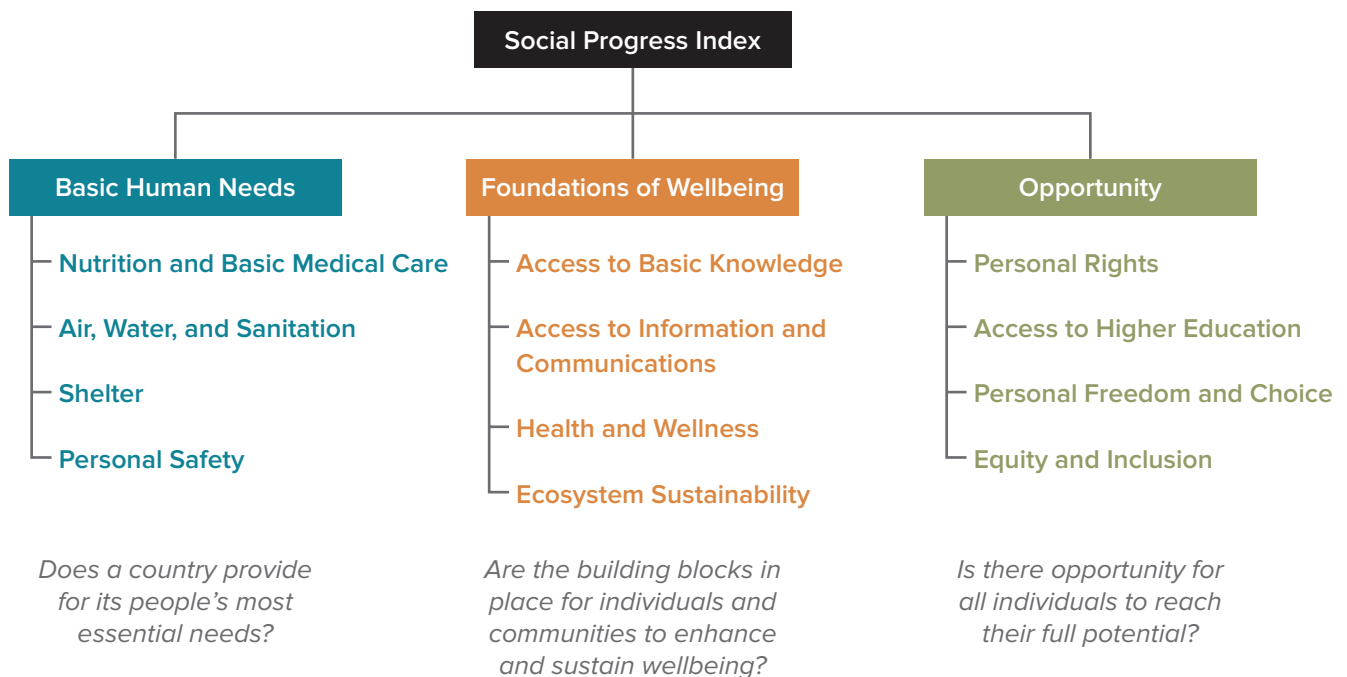 Social Progress Index
Basic Human Needs
Nutrition and Basic Medical Care
Air, Water, and Sanitation
Shelter
Personal Safety
Does a country provide
for its people's most
essential needs?
Foundations of Wellbeing
Access to Basic Knowledge
Access to Information and
Communications
Health and Wellness
Ecosystem Sustainability
Are the building blocks in
place for individuals and
communities to enhance
and sustain wellbeing?
Opportunity
Personal Rights
Access to Higher Education
Personal Freedom and Choice
Equity and Inclusion
Is there opportunity for
all individuals to reach
their full potential?